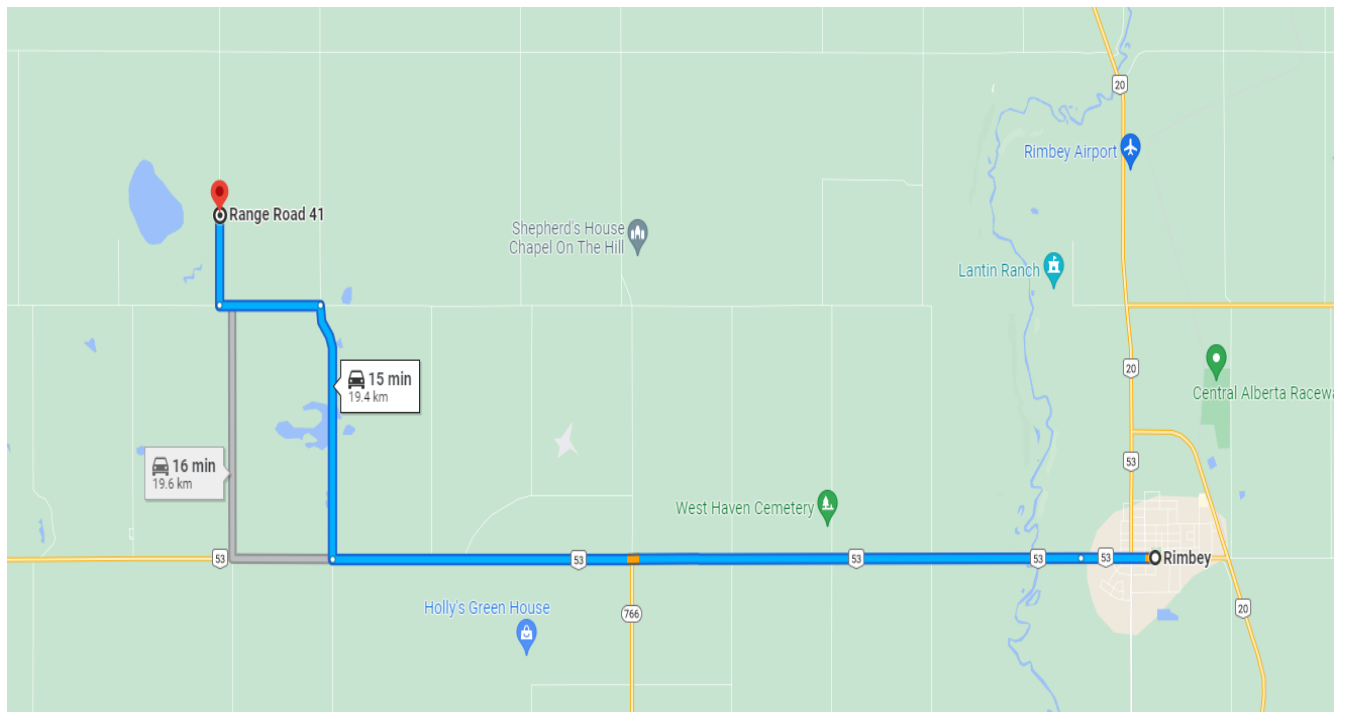 20
Rimbey Airport
Range Road 41
Shepherd's House
Chapel On The Hill
Lantin Ranch
20
15 min
19.4 km
Central Alberta Racewa
16 min
19.6 km
53
West Haven Cemetery
53
53
53
53
53
Rimbey
Holly's Green House
766
20